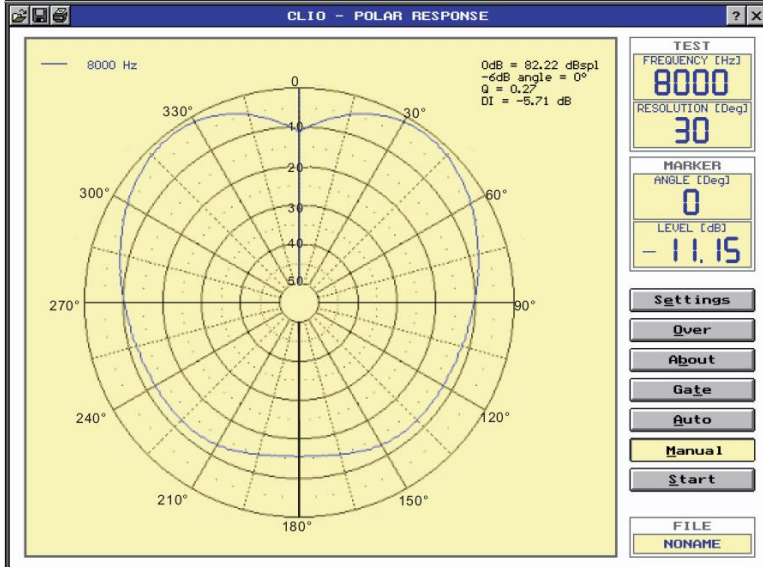 CLIO - POLAR RESPONSE
? X
8000 Hz
0dB = 82.22 dBspl
-6dB angle = 0°
Q = 0.27
DI = -5.71 dB
0
330°
30°
10
300°
20
60°
30
40
50
270°
90°
240°
120°
210°
150°
180°
TEST
FREQUENCY [Hz]
8000
RESOLUTION [Deg]
30
MARKER
ANGLE [Deg]
0
LEVEL [dB]
-11.15
Settings
Over
About
Gate
Auto
Manual
Start
FILE
NONAME